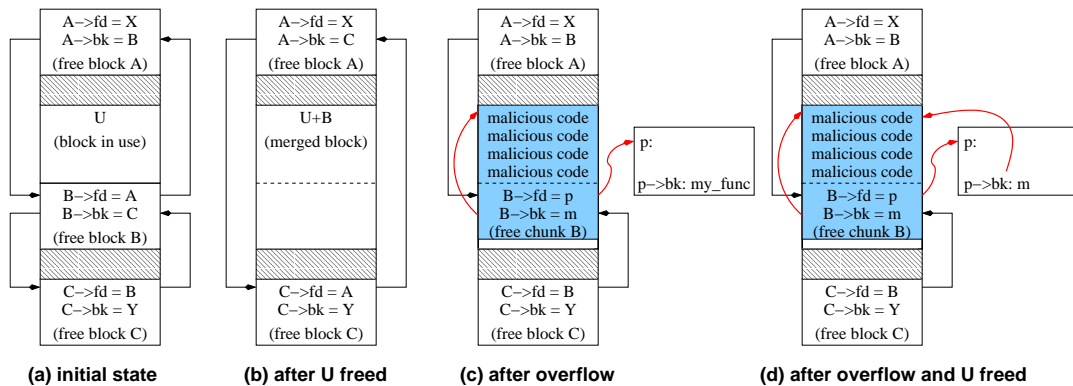 A−>fd = X
A−>bk = B
(free block A)
U
(block in use)
B−>fd = A
B−>bk = C
(free block B)
C−>fd = B
C−>bk = Y
(free block C)
(a) initial state
A−>fd = X
A−>bk = C
(free block A)
U+B
(merged block)
C−>fd = A
C−>bk = Y
(free block C)
(b) after U freed
A−>fd = X
A−>bk = B
(free block A)
malicious code
malicious code
malicious code
malicious code
B−>fd = p
B−>bk = m
(free chunk B)
C−>fd = B
C−>bk = Y
(free block C)
p:
p−>bk: my_func
(c) after overflow
A−>fd = X
A−>bk = B
(free block A)
malicious code
malicious code
malicious code
malicious code
B−>fd = p
B−>bk = m
(free chunk B)
C−>fd = B
C−>bk = Y
(free block C)
p:
p−>bk: m
(d) after overflow and U freed